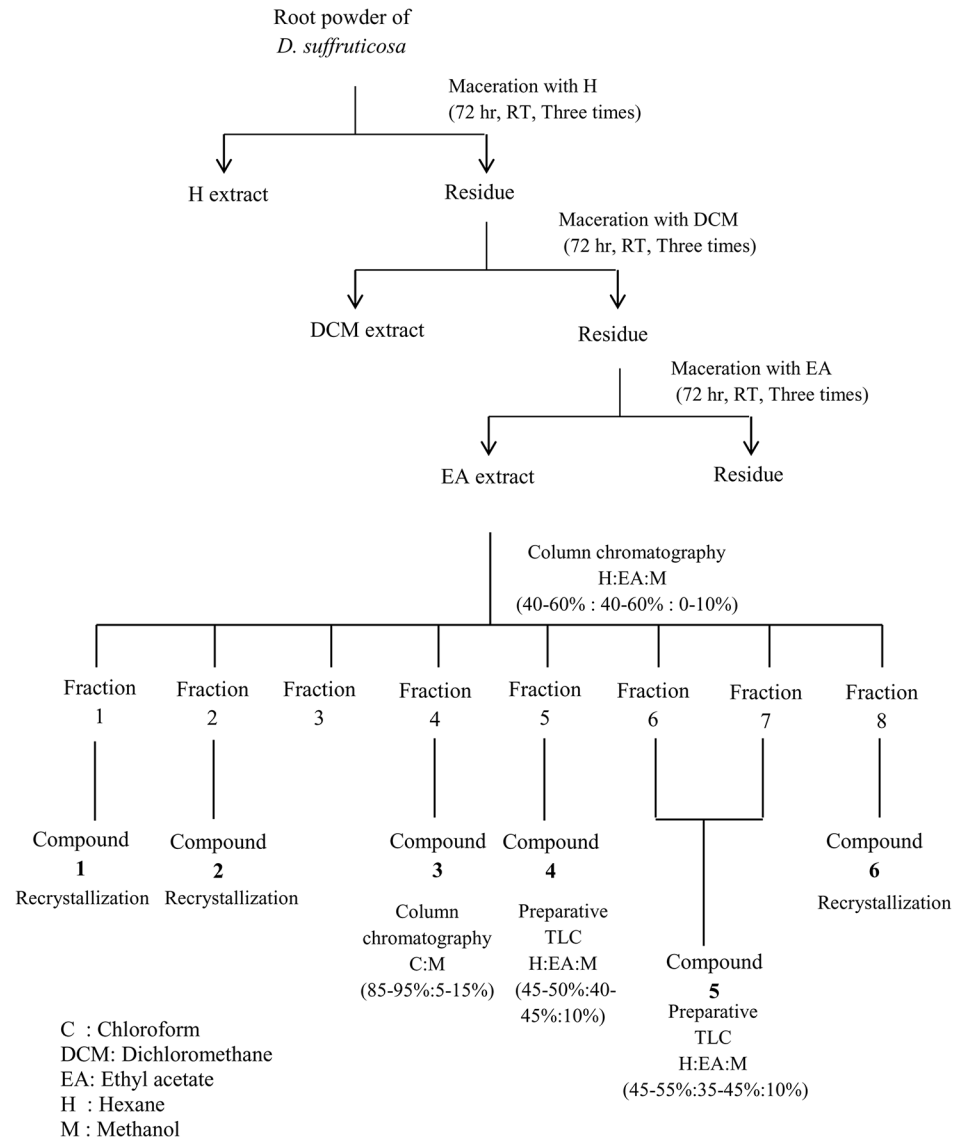 Root powder of
D. suffruticosa
Maceration with H
(72 hr, RT, Three times)
H extract
Residue
Maceration with DCM
(72 hr, RT, Three times)
DCM extract
Residue
Maceration with EA
(72 hr, RT, Three times)
EA extract
Residue
Column chromatography
H:EA:M
(40-60% : 40-60% : 0-10%)
Fraction
1
Fraction
2
Fraction
3
Fraction
4
Fraction
5
Fraction
6
Fraction
7
Fraction
8
Compound
1
Recrystallization
Compound
2
Recrystallization
Compound
3
Column
chromatography
C:M
(85-95%:5-15%)
Compound
4
Preparative
TLC
H:EA:M
(45-50%:40-
45%:10%)
Compound
5
Preparative
TLC
H:EA:M
(45-55%:35-45%:10%)
Compound
6
Recrystallization
C : Chloroform
DCM: Dichloromethane
EA: Ethyl acetate
H : Hexane
M : Methanol